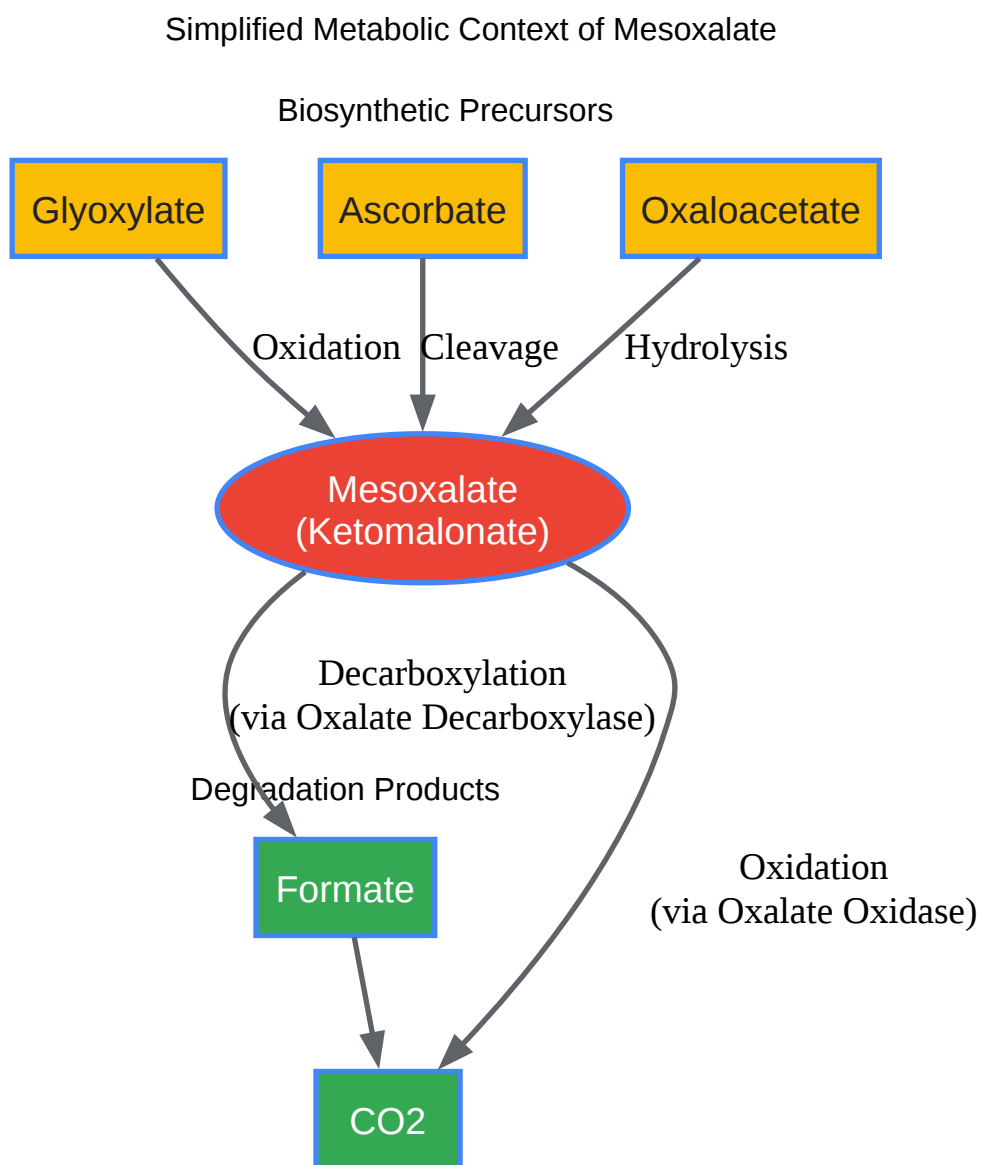 Simplified Metabolic Context of Mesoxalate
Biosynthetic Precursors
Glyoxylate
Ascorbate
Oxaloacetate
Oxidation
Cleavage
Hydrolysis
Mesoxalate
(Ketomalonate)
Decarboxylation
(via Oxalate Decarboxylase)
Degradation Products
Formate
Oxidation
(via Oxalate Oxidase)
CO2